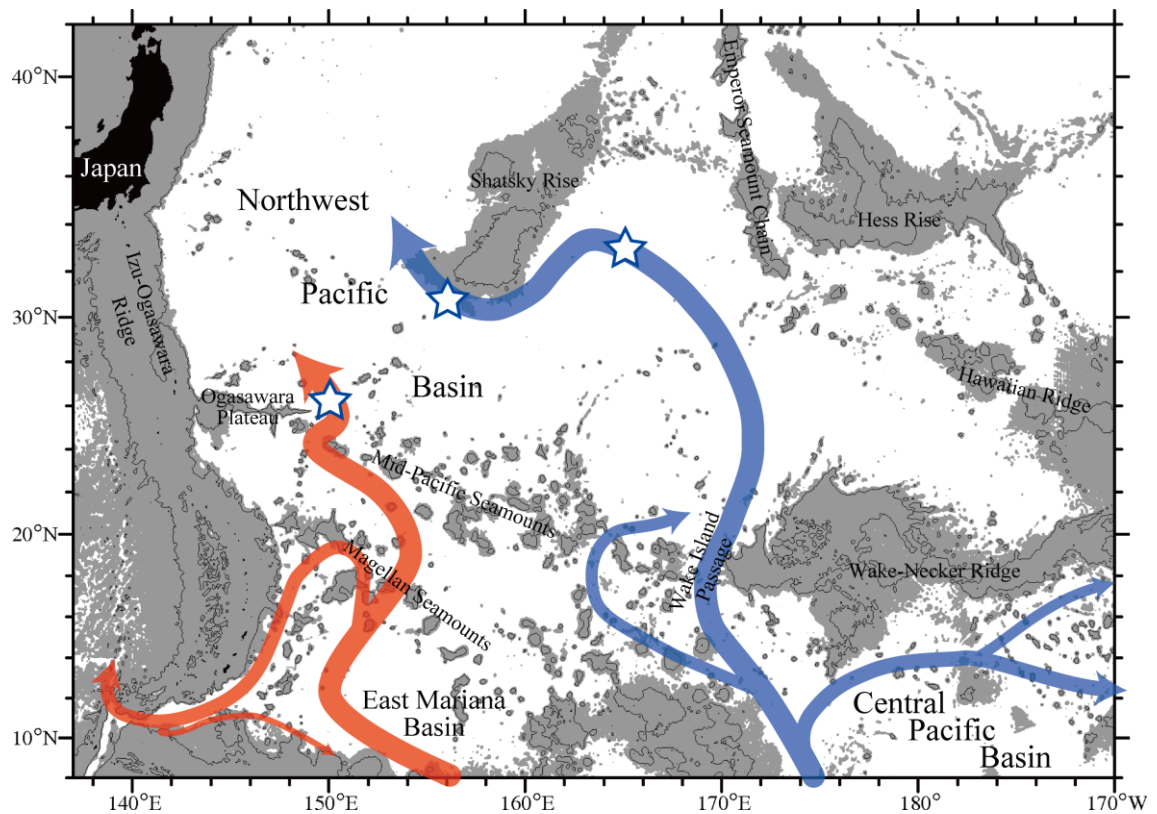 40°N
30°N
20°N
10°N
Japan
Northwest
Pacific
Basin
Shatsky Rise
Emperor Seamount Chain
Hess Rise
Izu-Ogasawara
Ridge
Ogasawara
Plateau
Hawaiian Ridge
Mid-Pacific Seamounts
Magellan Seamounts
Wake Island
Passage
Wake-Necker Ridge
East Mariana
Basin
Central
Pacific
Basin
140°E
150°E
160°E
170°E
180°
170°W